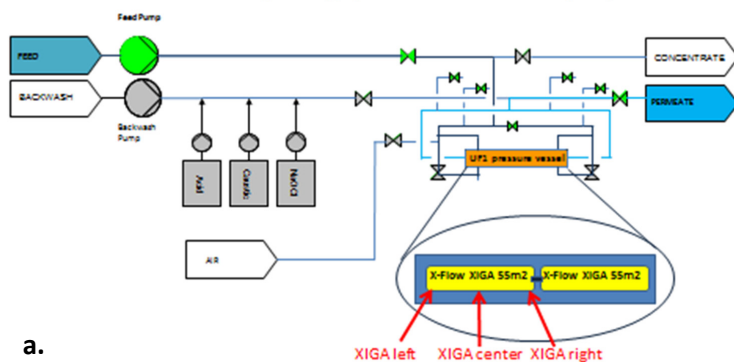 Feed Pump
FEED
CONCENTRATE
BACKWASH
PERMEATE
Backwash
Pump
UF1 pressure vessel
Acid
Caustic
NaOCl
AIR
X-Flow XIGA 55m2
X-Flow XIGA 55m2
a.
XIGA left
XIGA center
XIGA right